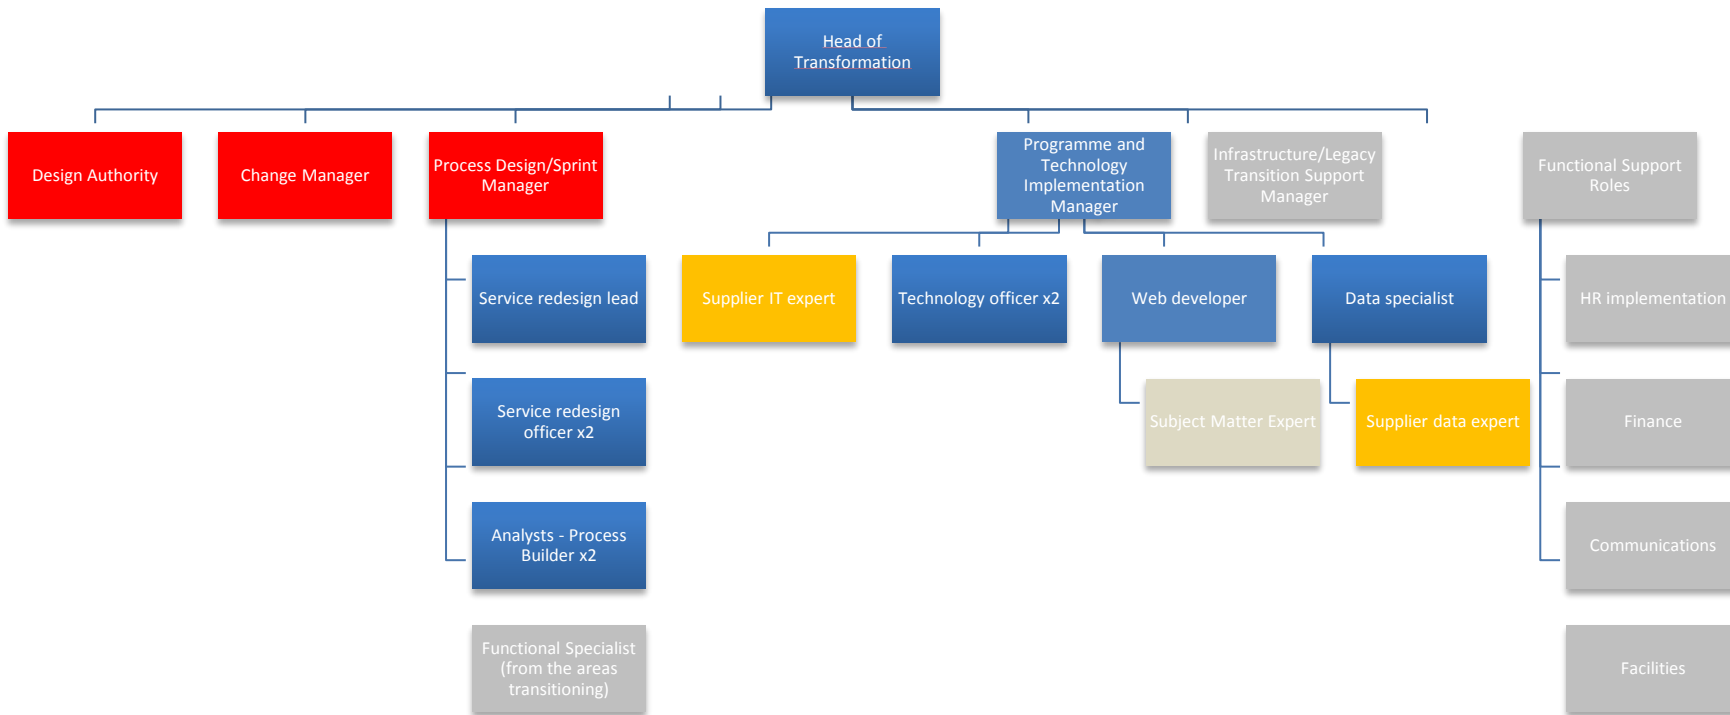 Head of
Transformation
Design Authority
Change Manager
Process Design/Sprint
Manager
Programme and
Technology
Implementation
Manager
Infrastructure/Legacy
Transition Support
Manager
Functional Support
Roles
Service redesign lead
Supplier IT expert
Technology officer x2
Web developer
Data specialist
HR implementation
Service redesign
officer x2
Subject Matter Expert
Supplier data expert
Finance
Analysts - Process
Builder x2
Communications
Functional Specialist
(from the areas
transitioning)
Facilities